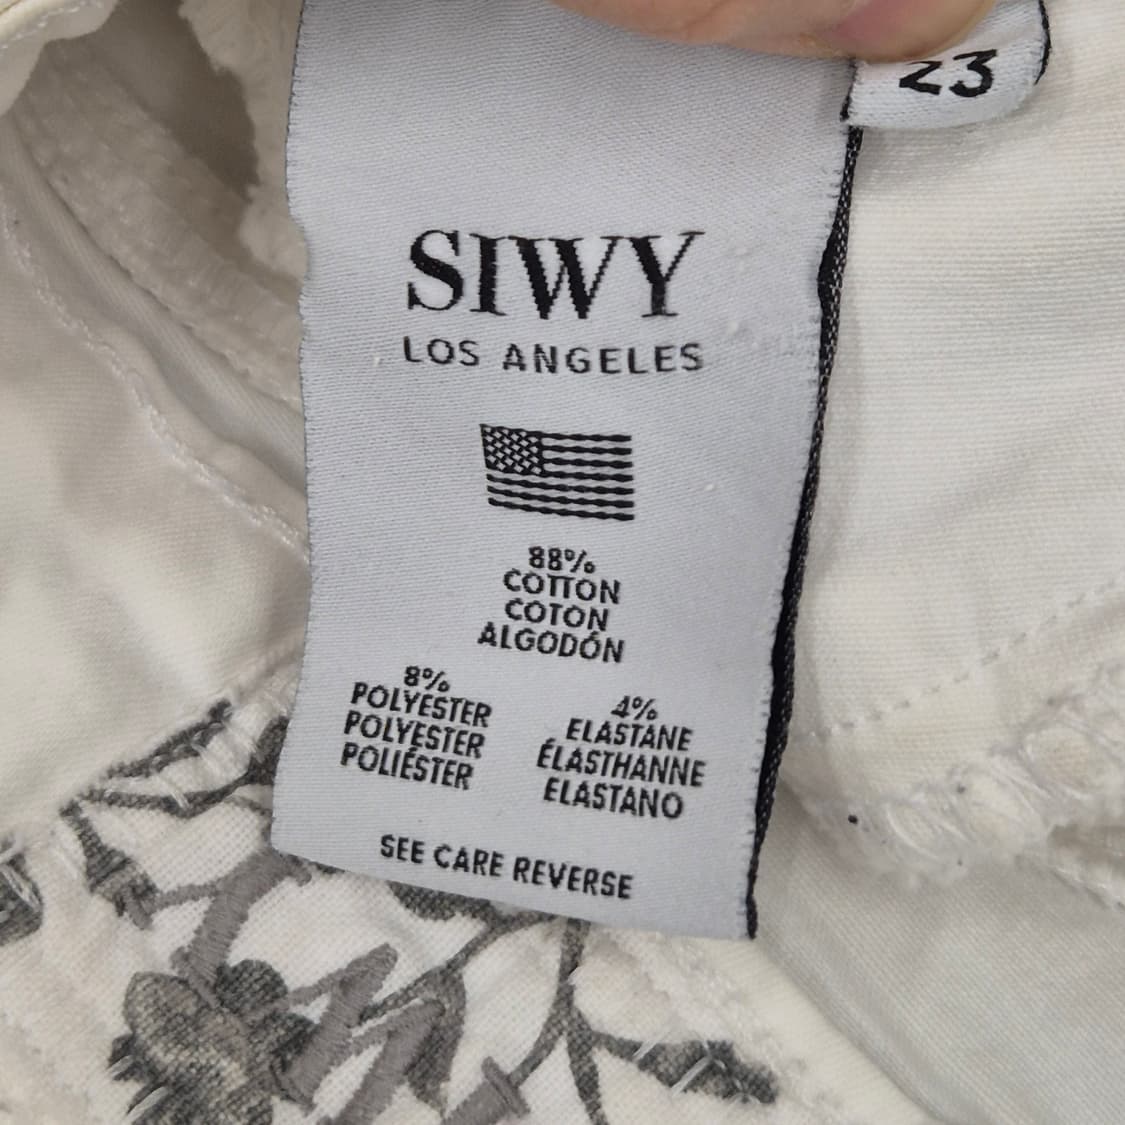 23
SIWY
LOS ANGELES
88%
COTTON
COTON
ALGODÓN
8%
POLYESTER
POLYESTER
POLIÉSTER
4%
ELASTANE
ÉLASTHANNE
ELASTANO
SEE CARE REVERSE